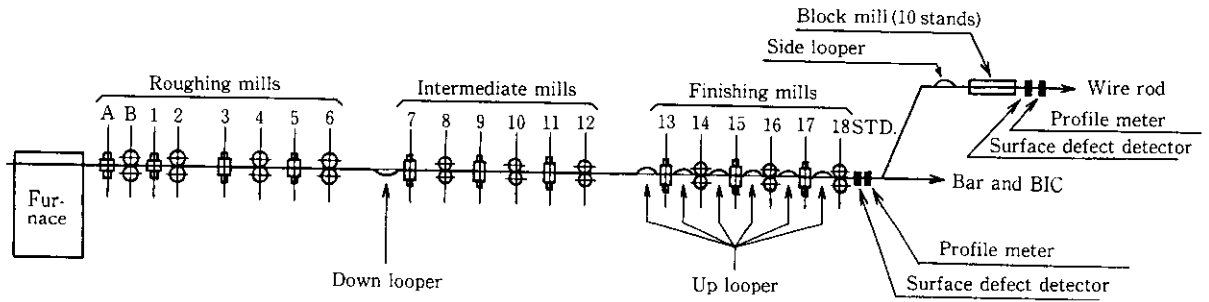 Block mill (10 stands)
Side looper
Roughing mills
Intermediate mills
Finishing mills
Wire rod
A B 1 2 3 4 5 6
7 8 9 10 11 12
13 14 15 16 17 18 STD.
Profile meter
Surface defect detector
Bar and BIC
Fur-
nace
Down looper
Up looper
Profile meter
Surface defect detector